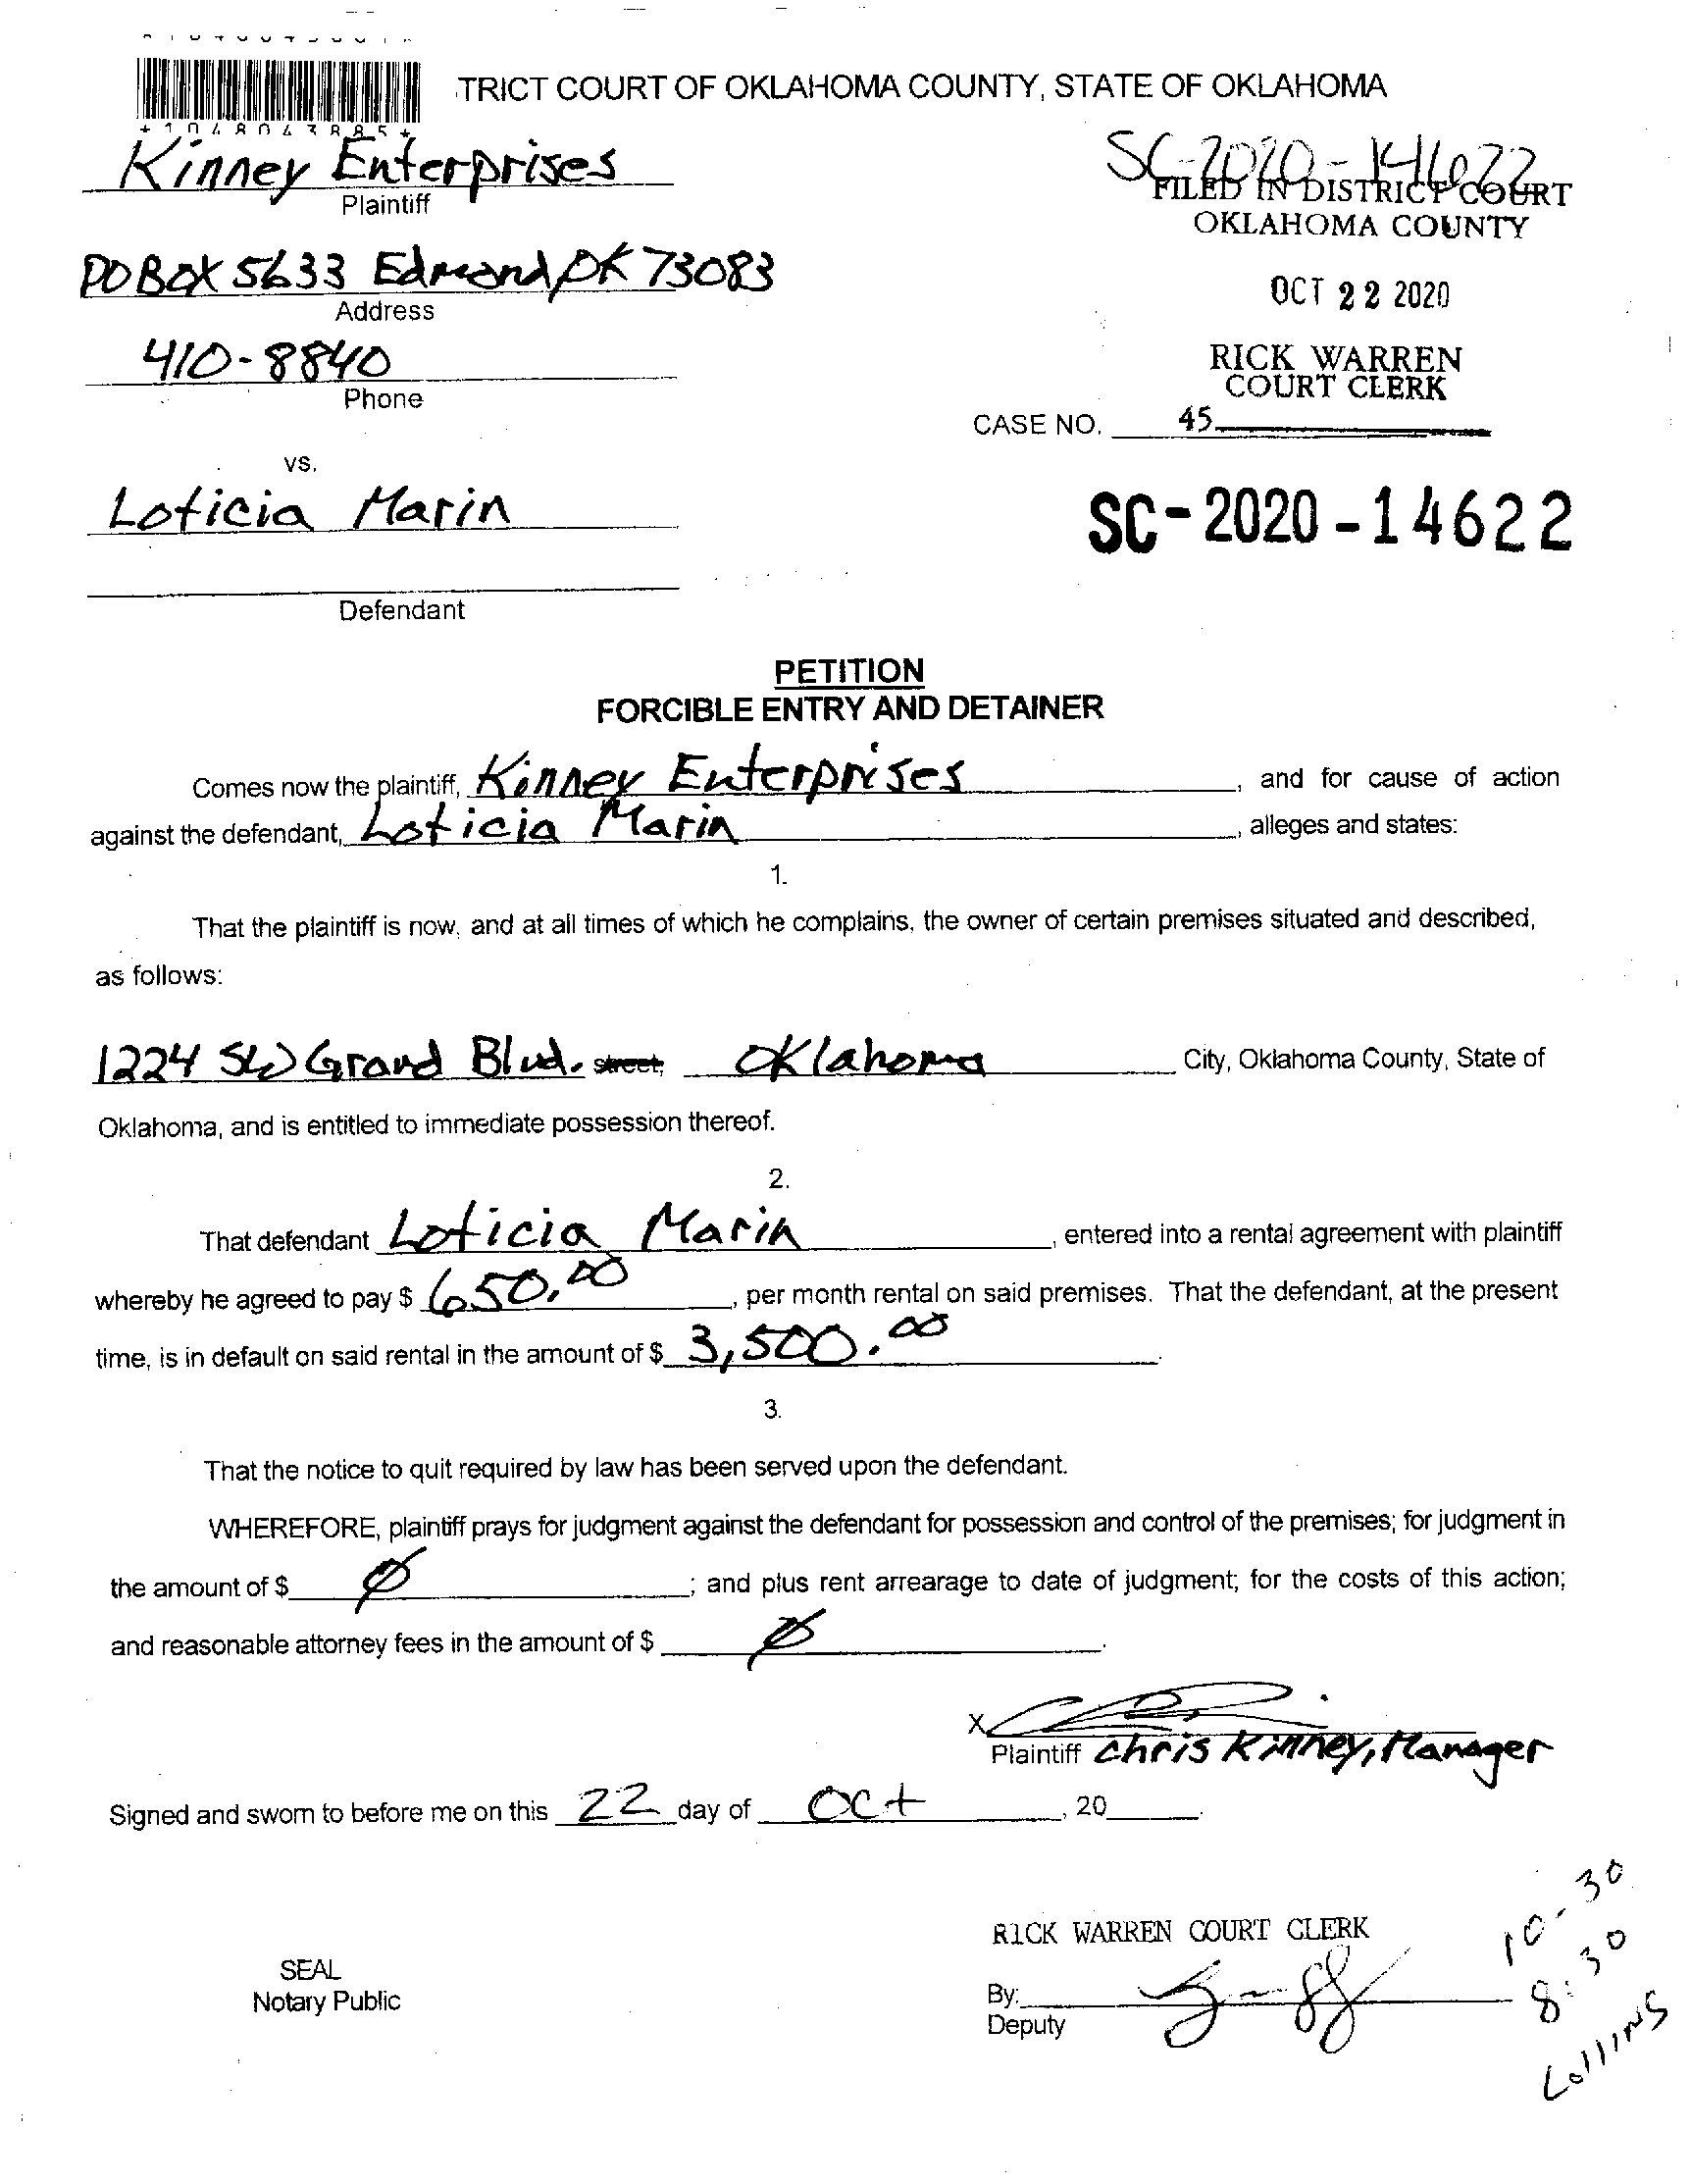 TRICT COURT OF OKLAHOMA COUNTY, STATE OF OKLAHOMA
*1048043885*
Kinney Enterprises
Plaintiff
SC-2020-14622
FILED IN DISTRICT COURT
OKLAHOMA COUNTY
PO BOX 5633 Edmond, OK 73083
Address
OCT 22 2020
410-8840
Phone
RICK WARREN
COURT CLERK
CASE NO. 45
vs.
Loticia Marin
SC-2020-14622
Defendant
PETITION
FORCIBLE ENTRY AND DETAINER
Comes now the plaintiff, Kinney Enterprises, and for cause of action
against the defendant, Loticia Marin, alleges and states:
1.
That the plaintiff is now, and at all times of which he complains, the owner of certain premises situated and described,
as follows:
1224 SW Grand Blvd. street, Oklahoma City, Oklahoma County, State of
Oklahoma, and is entitled to immediate possession thereof.
2.
That defendant Loticia Marin, entered into a rental agreement with plaintiff
whereby he agreed to pay $ 650.00, per month rental on said premises. That the defendant, at the present
time, is in default on said rental in the amount of $ 3,500.00.
3.
That the notice to quit required by law has been served upon the defendant.
WHEREFORE, plaintiff prays for judgment against the defendant for possession and control of the premises; for judgment in
the amount of $ Ø; and plus rent arrearage to date of judgment; for the costs of this action;
and reasonable attorney fees in the amount of $ Ø.
X
Plaintiff Chris Kinney, Manager
Signed and sworn to before me on this 22 day of Oct, 20
RICK WARREN COURT CLERK
SEAL
Notary Public
By:
Deputy
10-30
8:30
Collins